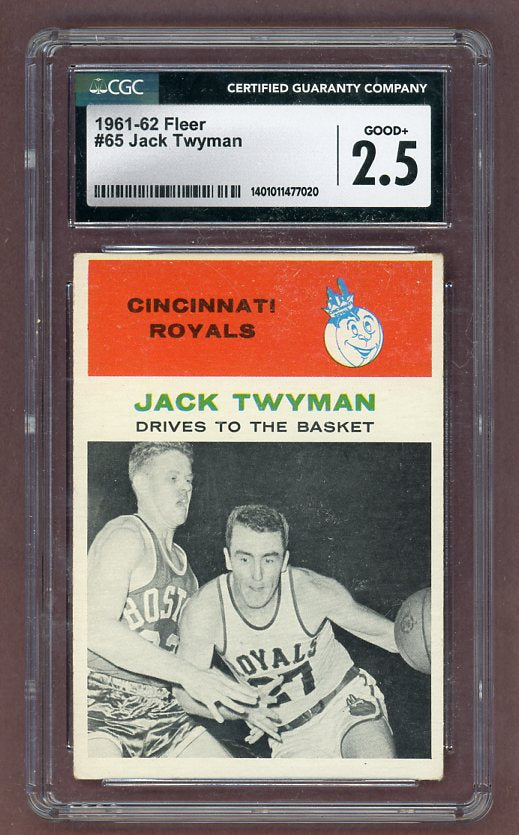 CGC
CERTIFIED GUARANTY COMPANY
1961-62 Fleer
#65 Jack Twyman
GOOD+
2.5
1401011477020
CINCINNATI
ROYALS
JACK TWYMAN
DRIVES TO THE BASKET
BOST
ROYALS
27